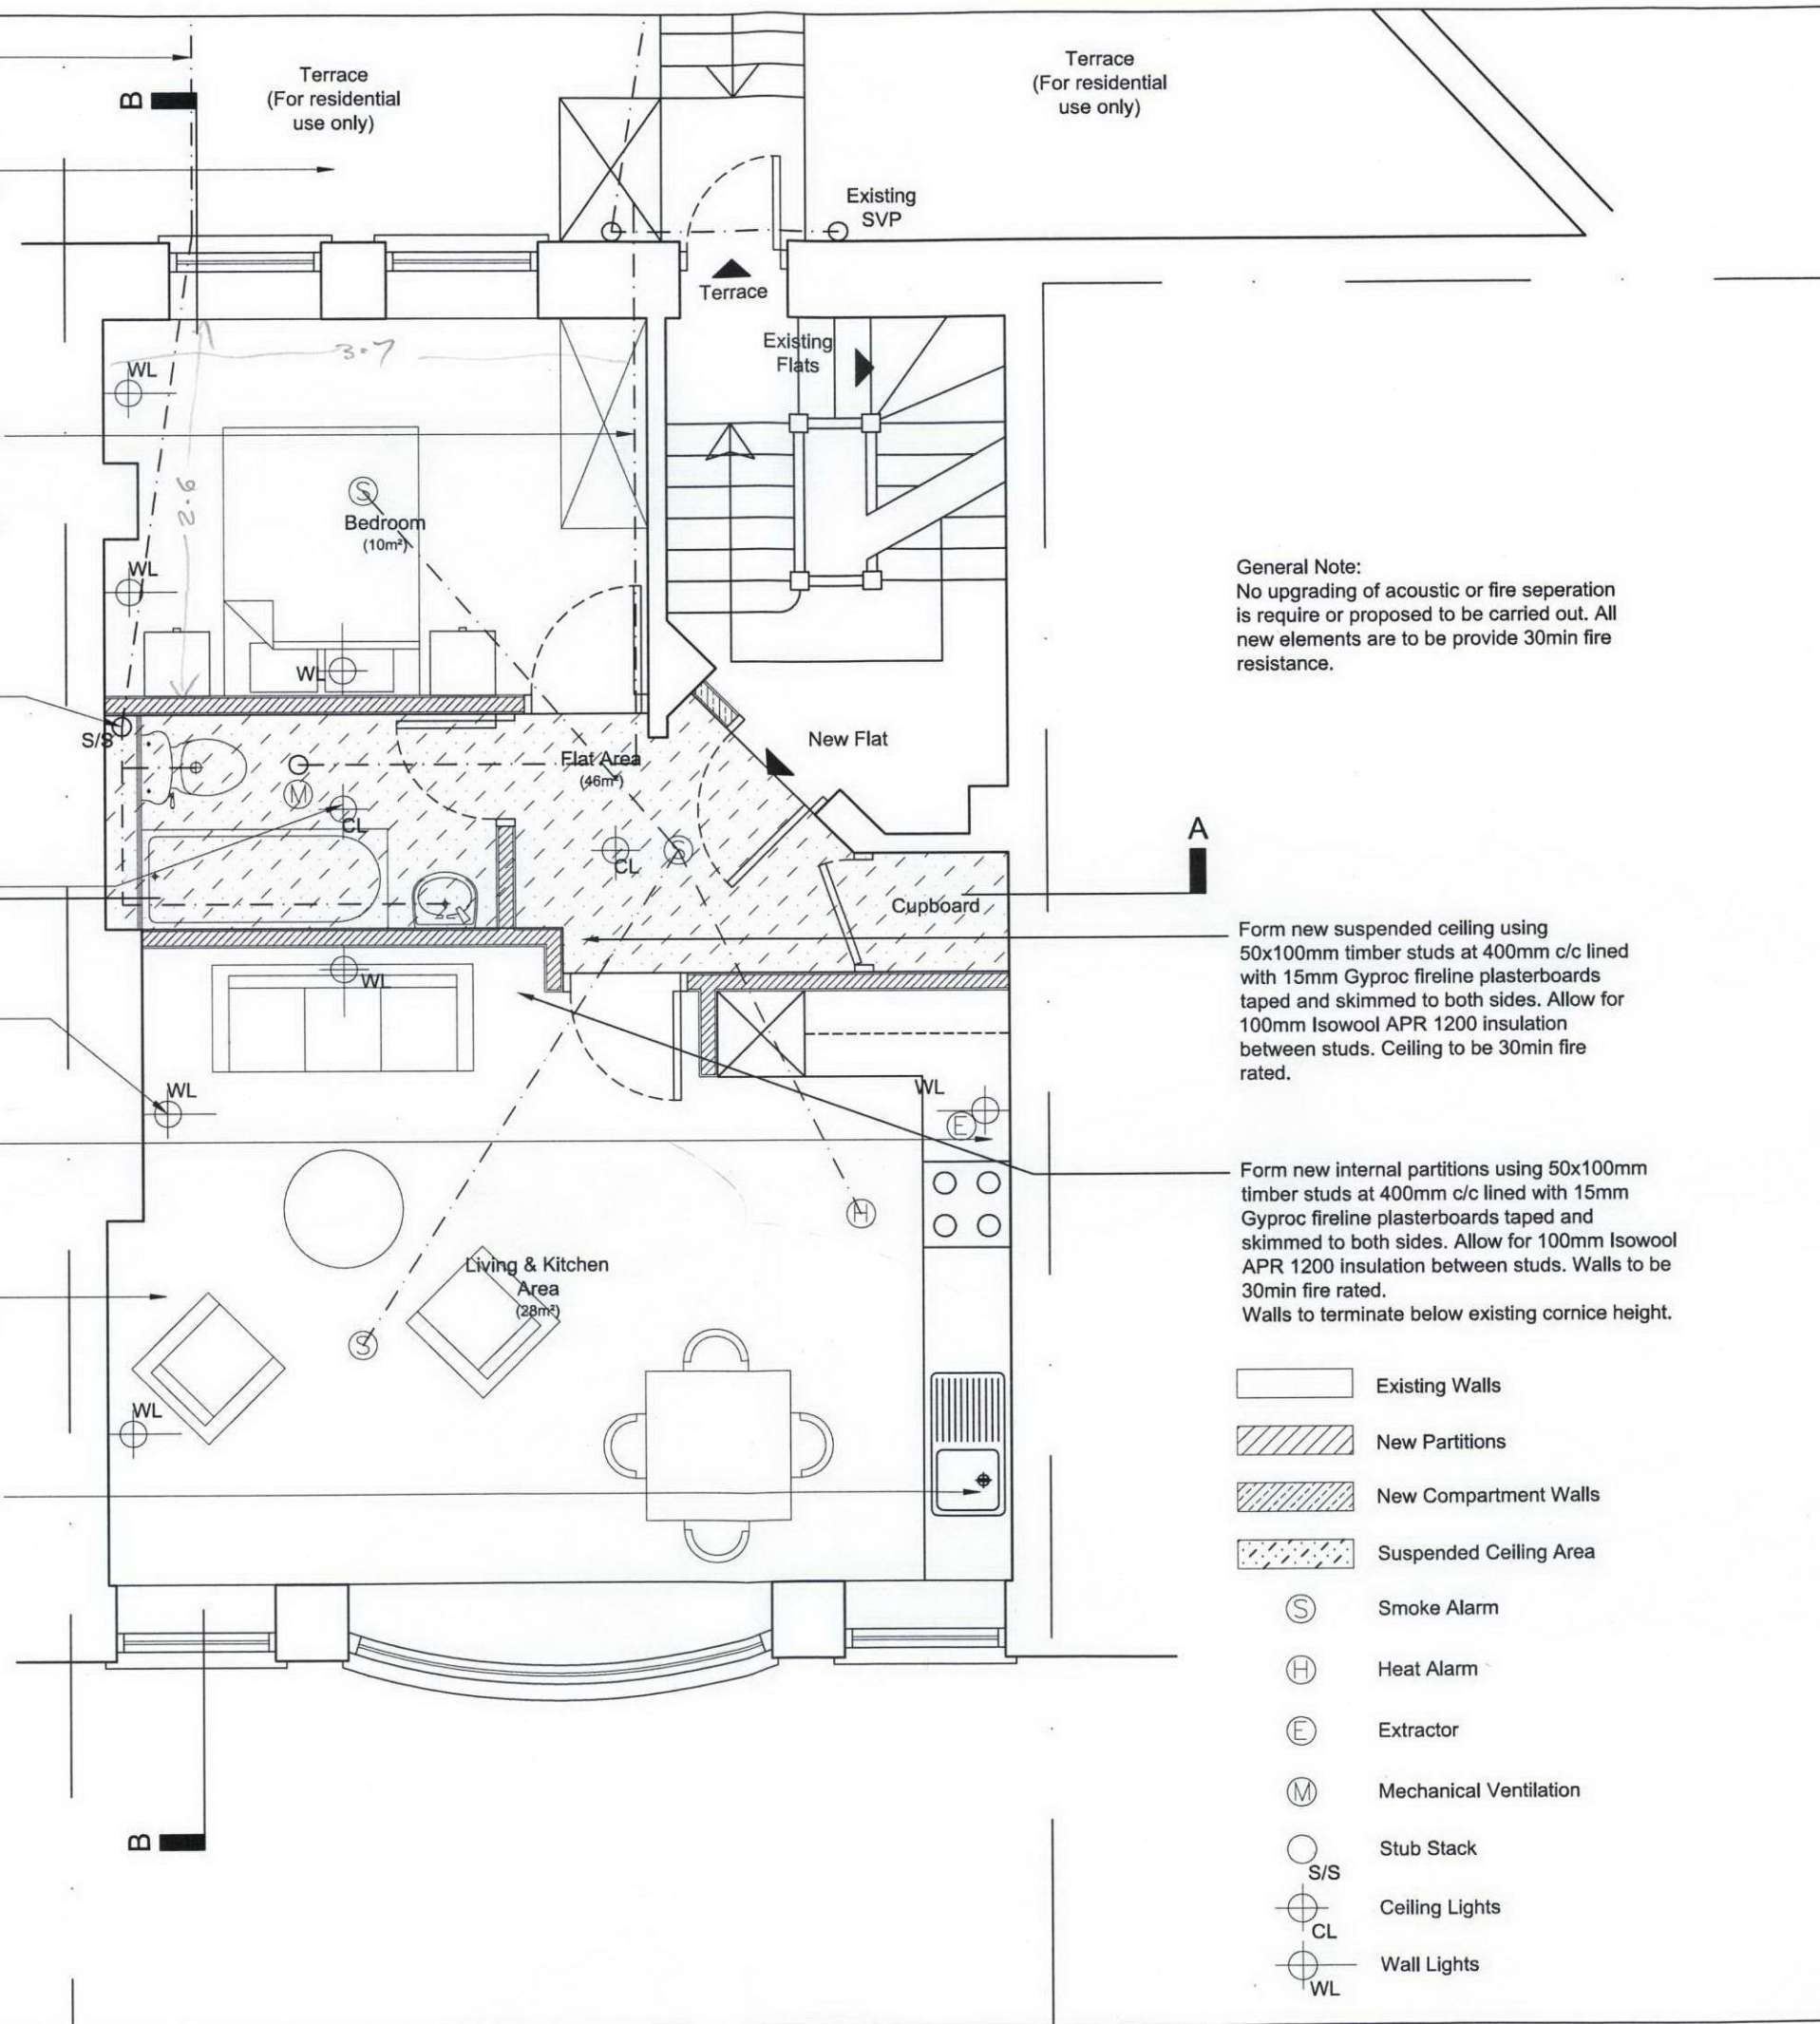 Terrace
(For residential
use only)
Terrace
(For residential
use only)
B
Existing
SVP
Terrace
Existing
Flats
3.7
WL
2.6
S
Bedroom
(10m²)
WL
WL
S/S
New Flat
Flat Area
(46m²)
M
CL
CL
S
A
Cupboard
WL
WL
WL
E
H
Living & Kitchen
Area
(28m²)
S
WL
B
General Note:
No upgrading of acoustic or fire seperation
is require or proposed to be carried out. All
new elements are to be provide 30min fire
resistance.
Form new suspended ceiling using
50x100mm timber studs at 400mm c/c lined
with 15mm Gyproc fireline plasterboards
taped and skimmed to both sides. Allow for
100mm Isowool APR 1200 insulation
between studs. Ceiling to be 30min fire
rated.
Form new internal partitions using 50x100mm
timber studs at 400mm c/c lined with 15mm
Gyproc fireline plasterboards taped and
skimmed to both sides. Allow for 100mm Isowool
APR 1200 insulation between studs. Walls to be
30min fire rated.
Walls to terminate below existing cornice height.
Existing Walls
New Partitions
New Compartment Walls
Suspended Ceiling Area
S Smoke Alarm
H Heat Alarm
E Extractor
M Mechanical Ventilation
Stub Stack
S/S
Ceiling Lights
CL
Wall Lights
WL